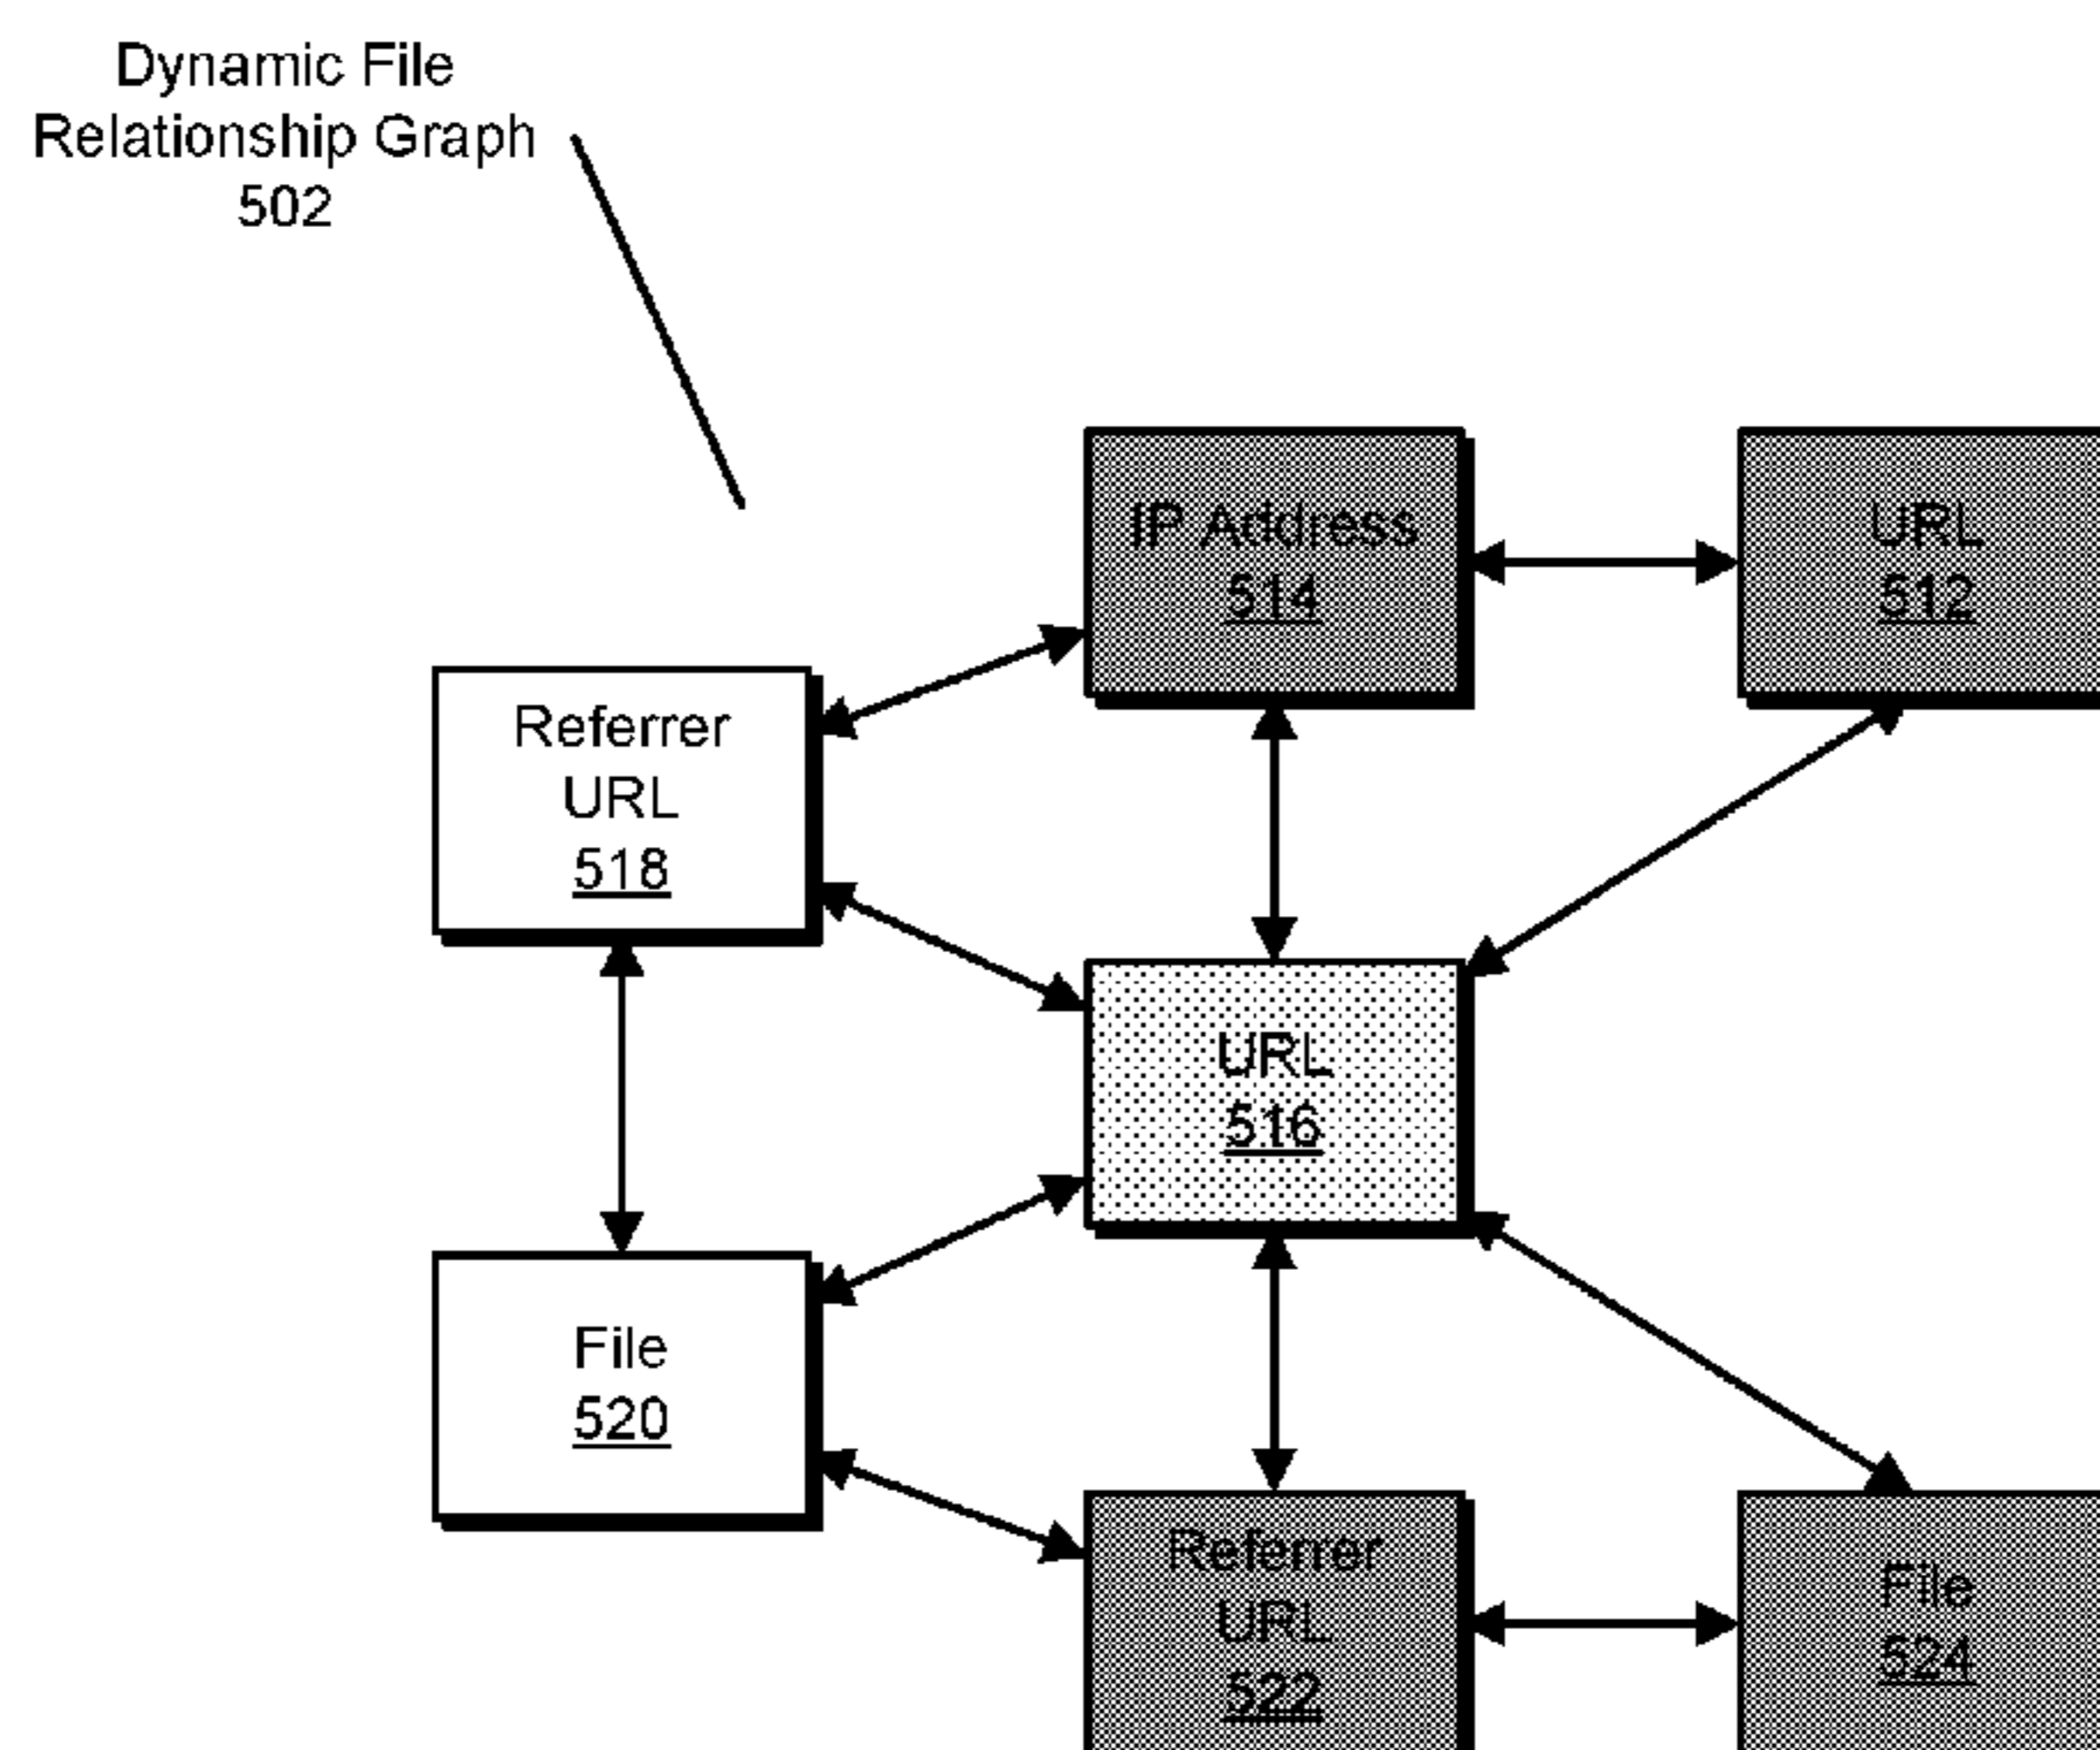 Dynamic File
Relationship Graph
502
IP Address
514
URL
512
Referrer
URL
518
URL
516
File
520
Referrer
URL
522
File
524